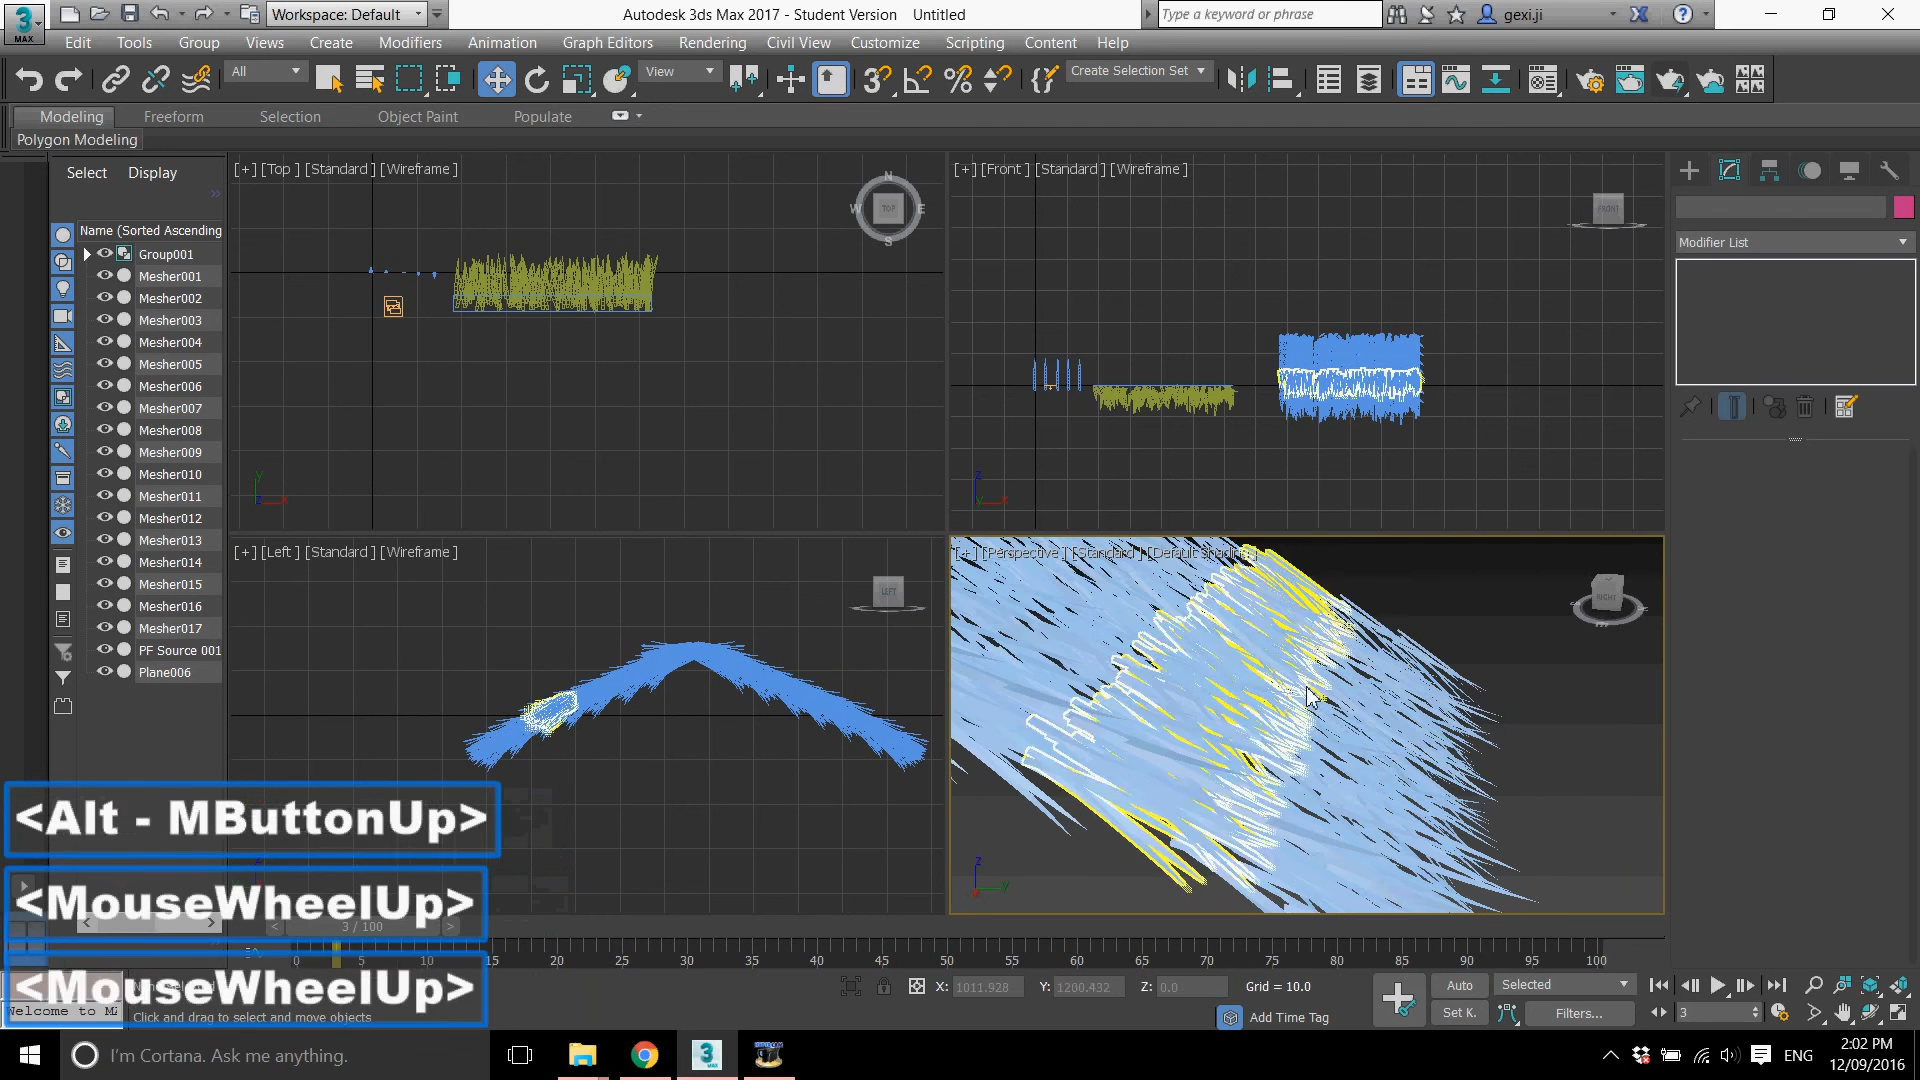 Workspace: Default
Autodesk 3ds Max 2017 - Student Version    Untitled
Type a keyword or phrase
gexi.ji
MAX
Edit Tools Group Views Create Modifiers Animation Graph Editors Rendering Civil View Customize Scripting Content Help
All
View
Create Selection Set
Modeling Freeform Selection Object Paint Populate
Polygon Modeling
Select Display
Name (Sorted Ascending
Group001
Mesher001
Mesher002
Mesher003
Mesher004
Mesher005
Mesher006
Mesher007
Mesher008
Mesher009
Mesher010
Mesher011
Mesher012
Mesher013
Mesher014
Mesher015
Mesher016
Mesher017
PF Source 001
Plane006
[+] [Top ] [Standard ] [Wireframe ]
N
W TOP E
S
[+] [Front ] [Standard ] [Wireframe ]
FRONT
[+] [Left ] [Standard ] [Wireframe ]
LEFT
[+] [Perspective ] [Standard ] [Default Shading ]
RIGHT
Modifier List
<Alt - MButtonUp>
<MouseWheelUp>
<MouseWheelUp>
3 / 100
0 10 15 20 25 30 35 40 45 50 55 60 65 70 75 80 85 90 95 100
X: 1011.928 Y: 1200.432 Z: 0.0 Grid = 10.0
Welcome to M
Click and drag to select and move objects
Add Time Tag
Auto Selected
Set K. Filters...
3
I'm Cortana. Ask me anything.
ENG
2:02 PM
12/09/2016